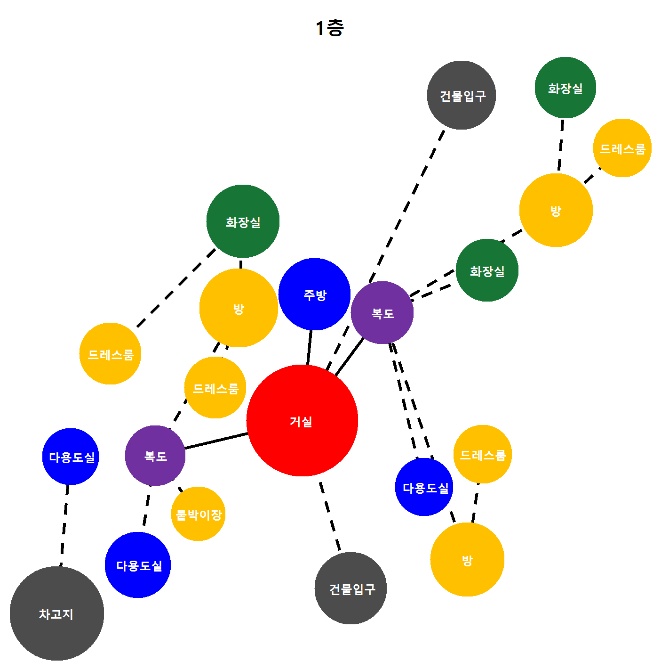 1층
건물입구
화장실
드레스룸
방
화장실
화장실
주방
방
복도
드레스룸
드레스룸
거실
다용도실
복도
드레스룸
다용도실
붙박이장
다용도실
방
건물입구
차고지